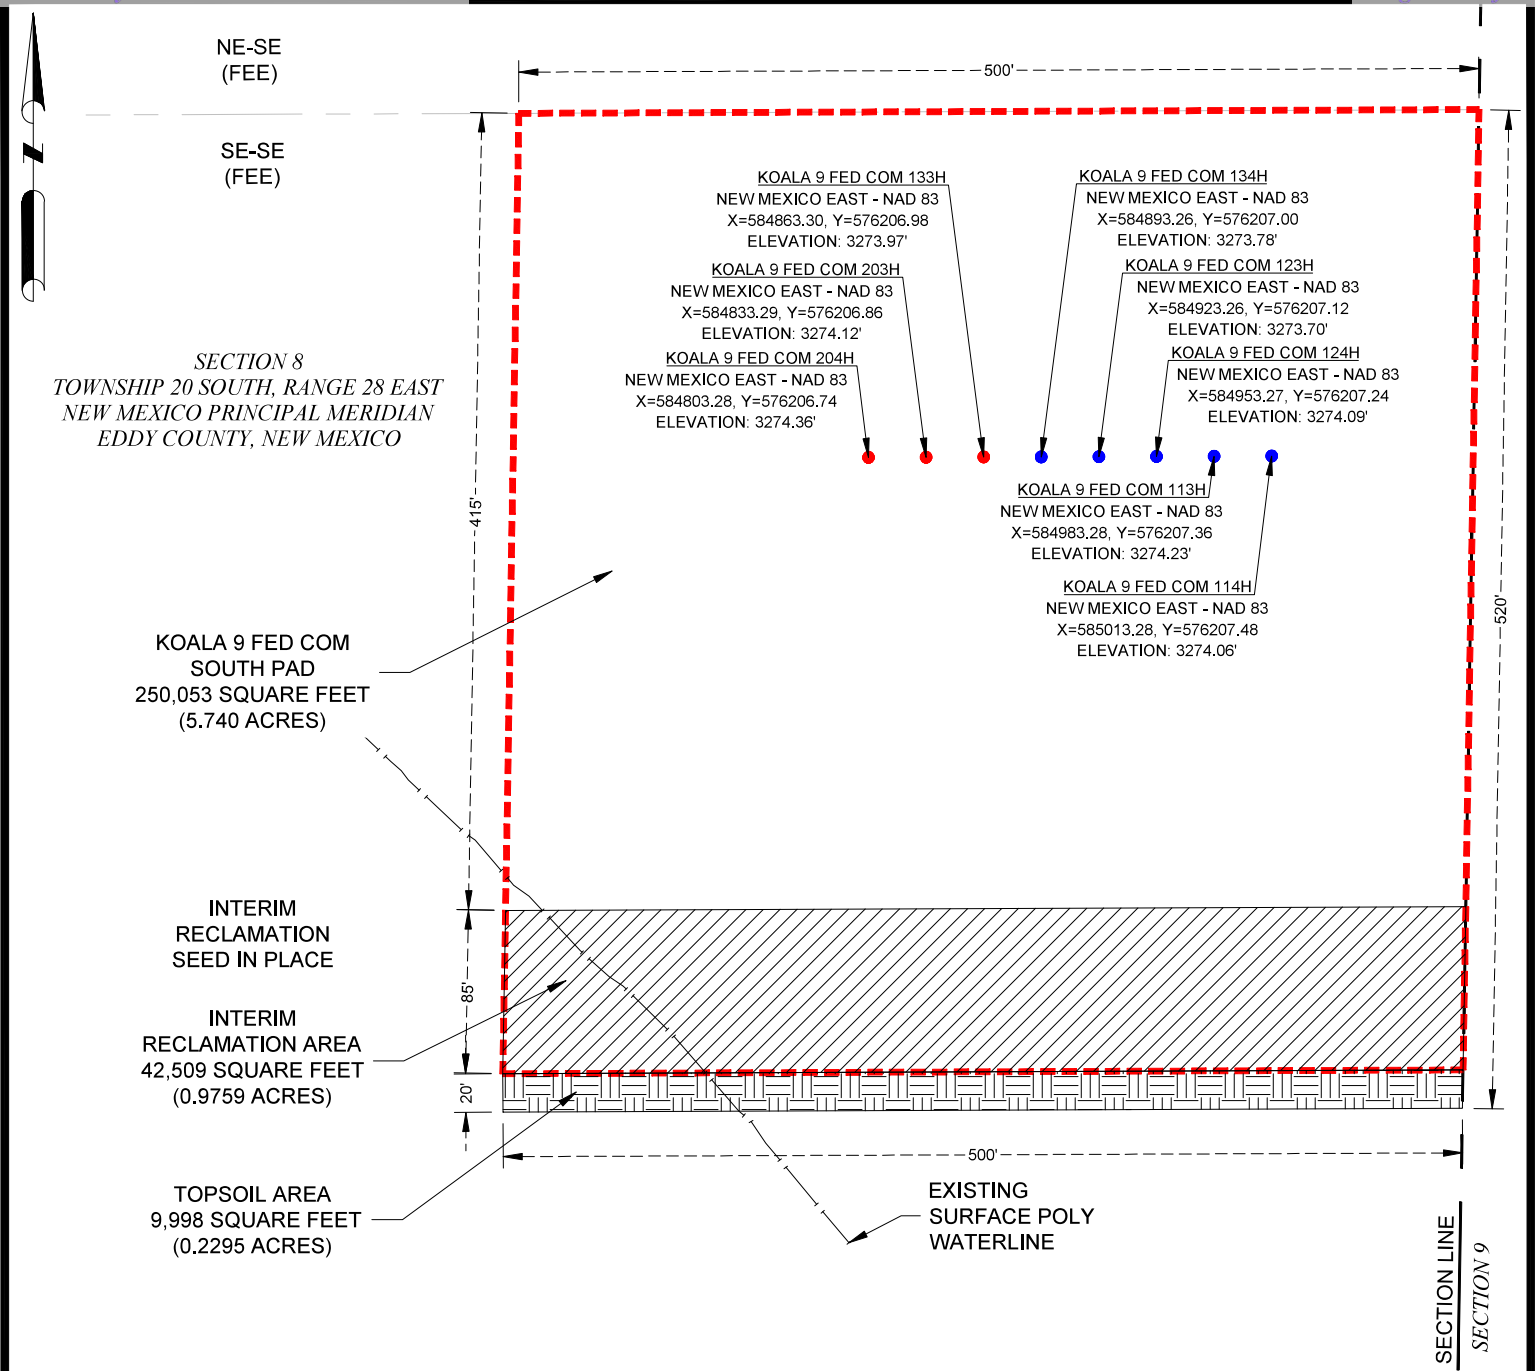 NE-SE
(FEE)
500'
SE-SE
(FEE)
KOALA 9 FED COM 133H
NEW MEXICO EAST - NAD 83
X=584863.30, Y=576206.98
ELEVATION: 3273.97'
KOALA 9 FED COM 134H
NEW MEXICO EAST - NAD 83
X=584893.26, Y=576207.00
ELEVATION: 3273.78'
KOALA 9 FED COM 203H
NEW MEXICO EAST - NAD 83
X=584833.29, Y=576206.86
ELEVATION: 3274.12'
KOALA 9 FED COM 123H
NEW MEXICO EAST - NAD 83
X=584923.26, Y=576207.12
ELEVATION: 3273.70'
KOALA 9 FED COM 204H
NEW MEXICO EAST - NAD 83
X=584803.28, Y=576206.74
ELEVATION: 3274.36'
KOALA 9 FED COM 124H
NEW MEXICO EAST - NAD 83
X=584953.27, Y=576207.24
ELEVATION: 3274.09'
SECTION 8
TOWNSHIP 20 SOUTH, RANGE 28 EAST
NEW MEXICO PRINCIPAL MERIDIAN
EDDY COUNTY, NEW MEXICO
KOALA 9 FED COM 113H
NEW MEXICO EAST - NAD 83
X=584983.28, Y=576207.36
ELEVATION: 3274.23'
415'
KOALA 9 FED COM 114H
NEW MEXICO EAST - NAD 83
X=585013.28, Y=576207.48
ELEVATION: 3274.06'
520'
KOALA 9 FED COM
SOUTH PAD
250,053 SQUARE FEET
(5.740 ACRES)
INTERIM
RECLAMATION
SEED IN PLACE
85'
INTERIM
RECLAMATION AREA
42,509 SQUARE FEET
(0.9759 ACRES)
20'
500'
TOPSOIL AREA
9,998 SQUARE FEET
(0.2295 ACRES)
EXISTING
SURFACE POLY
WATERLINE
SECTION LINE
SECTION 9